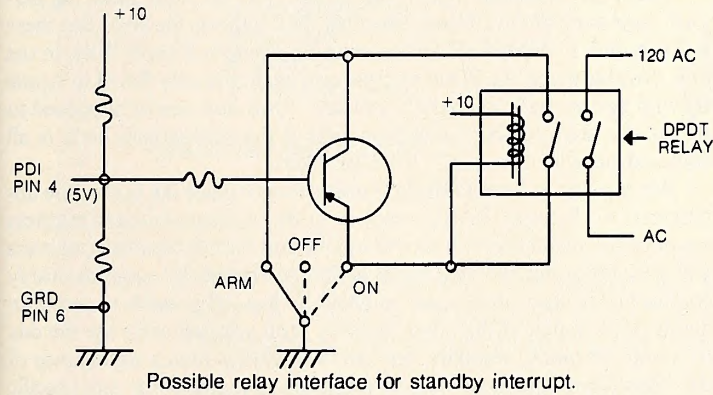 +10
120 AC
+10
DPDT
RELAY
PDI
PIN 4
(5V)
OFF
AC
ARM
ON
GRD
PIN 6
Possible relay interface for standby interrupt.